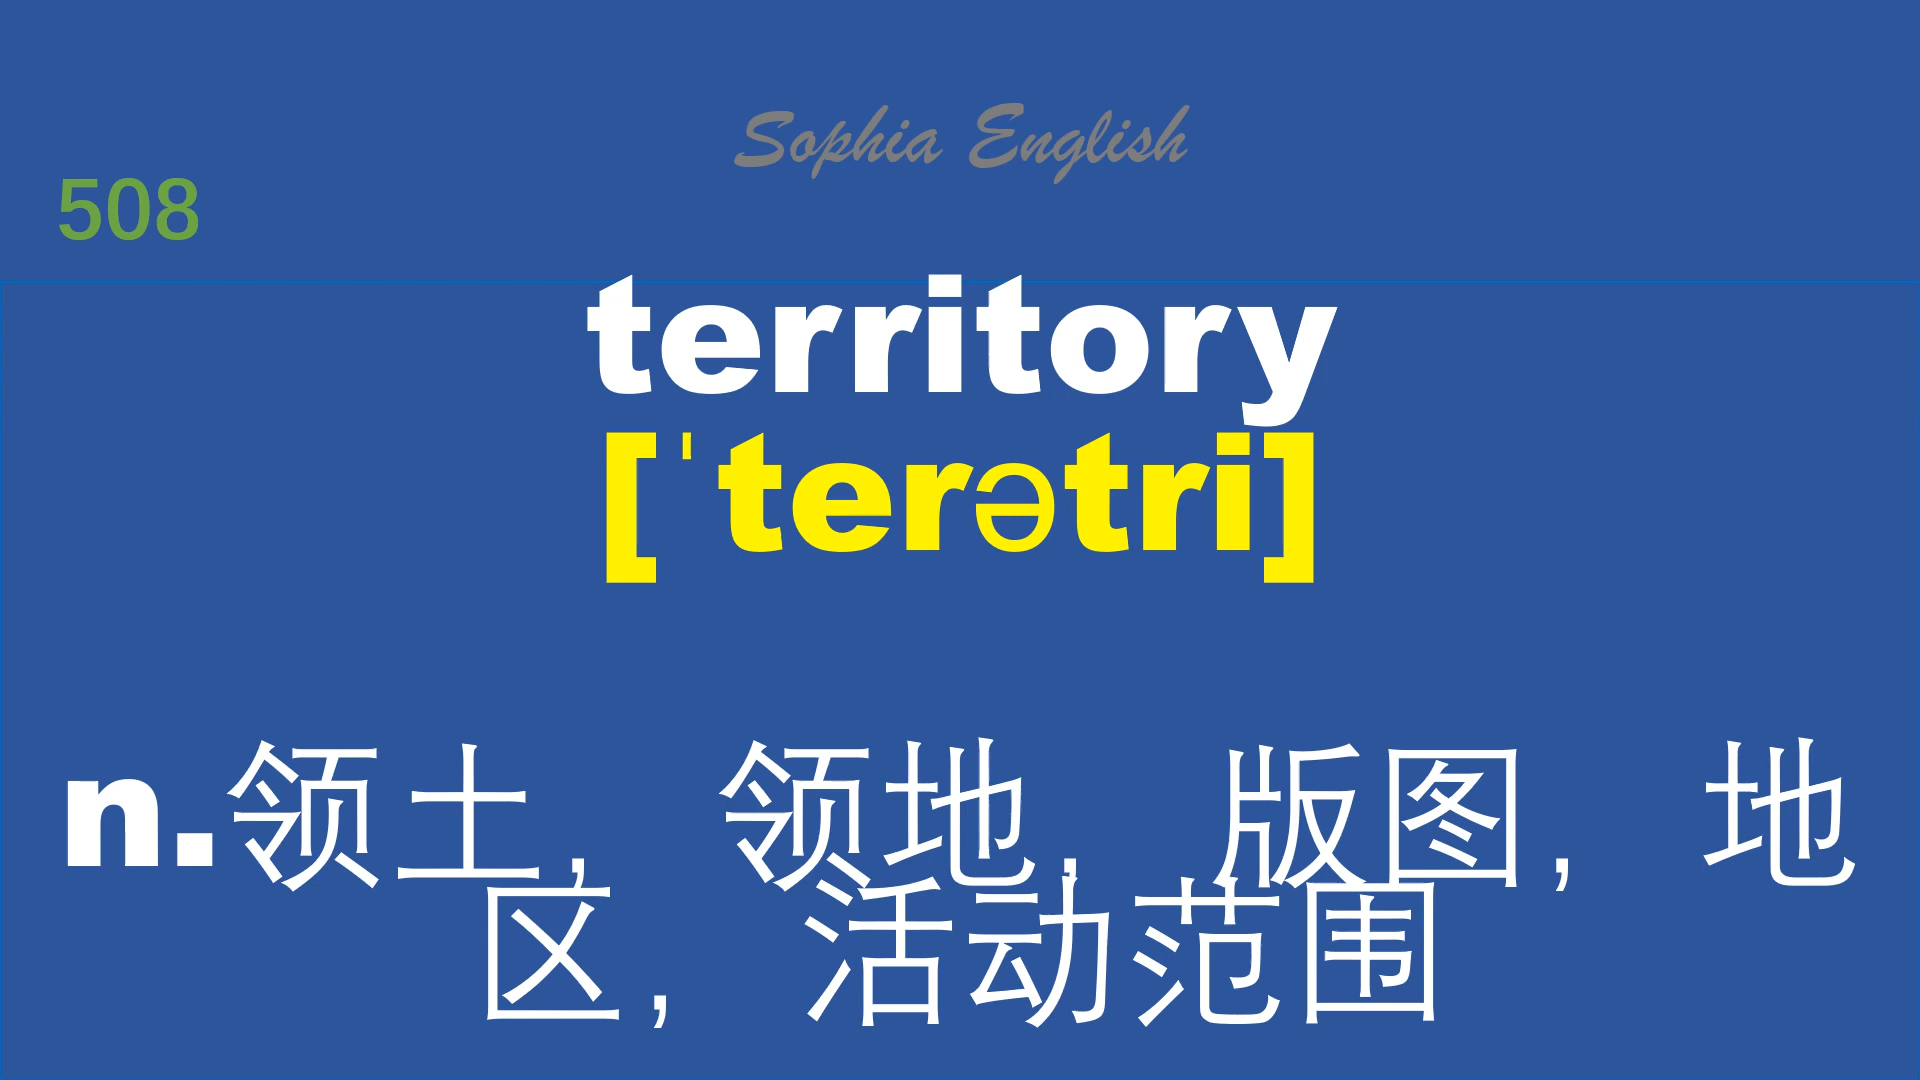 Sophia English
508
territory
[ˈterətri]
n.领土, 领地, 版图, 地
区, 活动范围